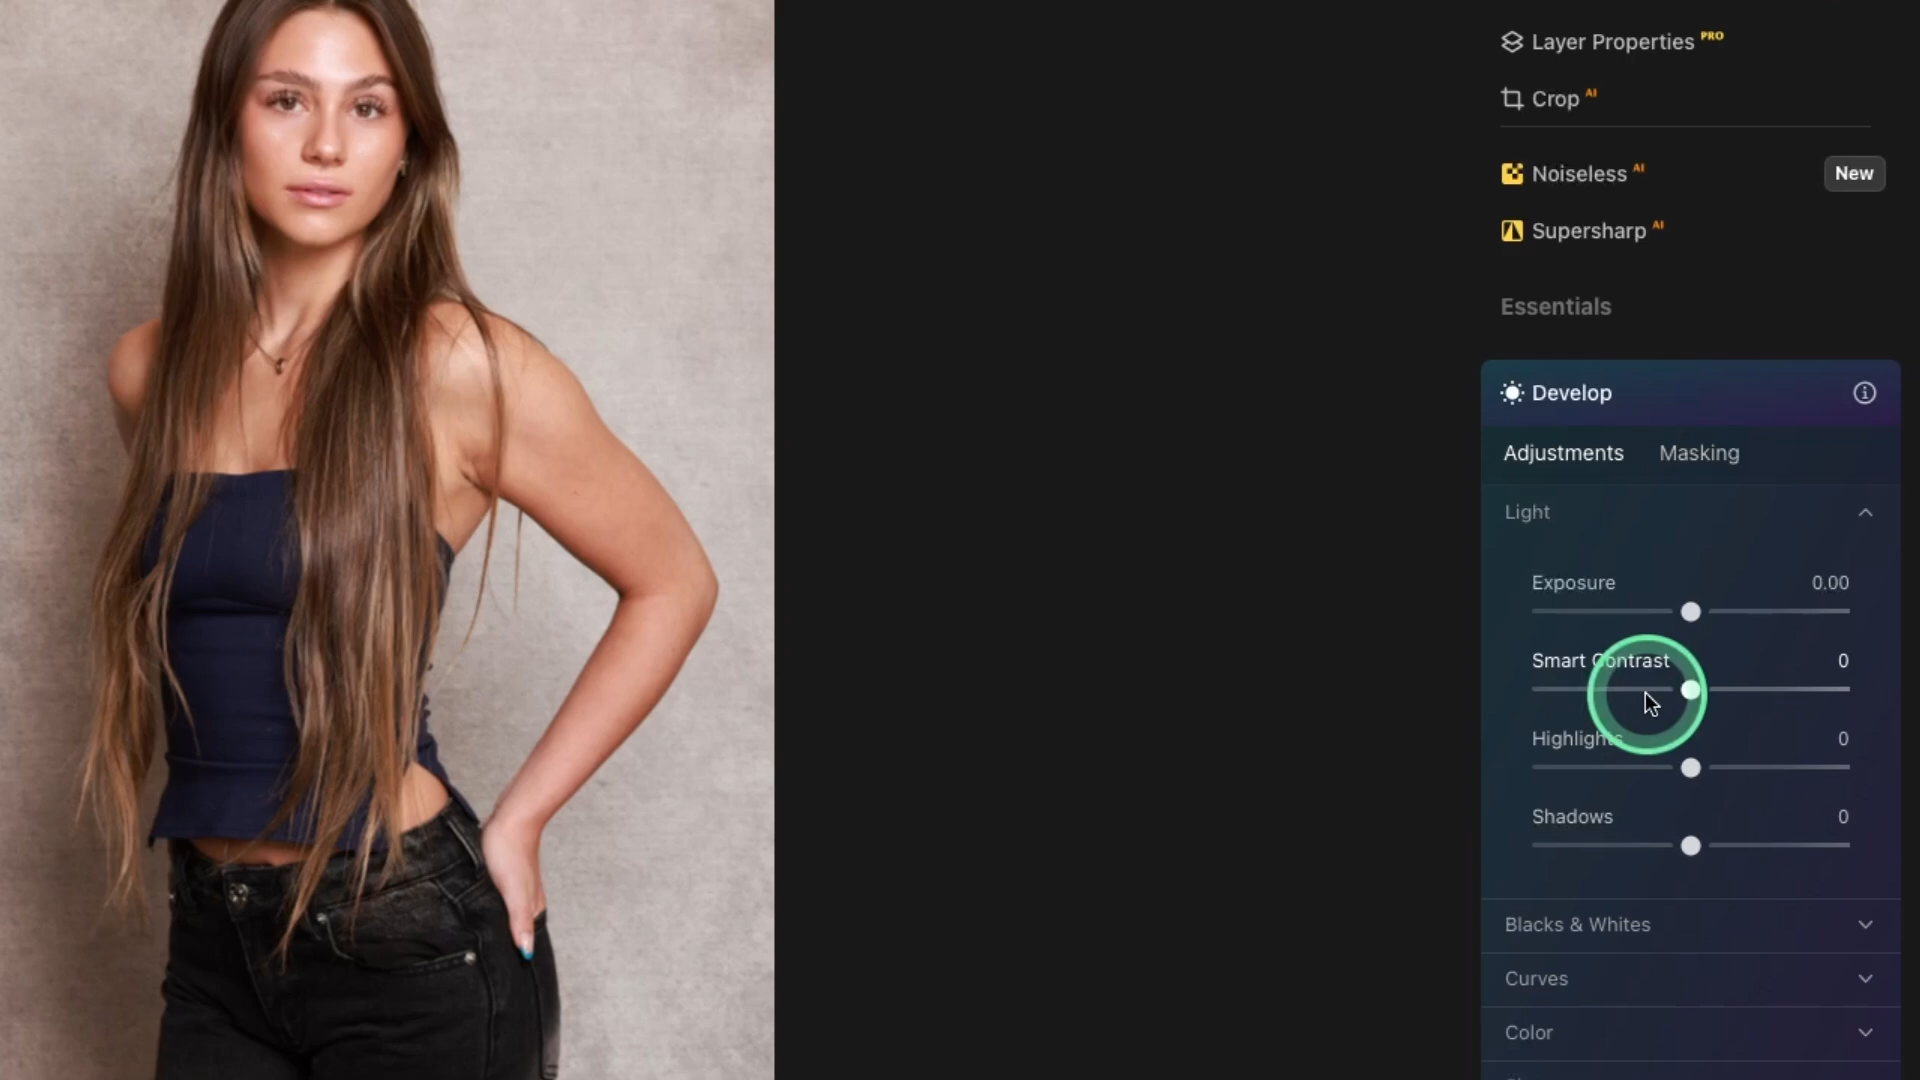 Layer Properties PRO
Crop AI
Noiseless AI New
Supersharp AI
Essentials
Develop
Adjustments Masking
Light
Exposure 0.00
Smart Contrast 0
Highlights 0
Shadows 0
Blacks & Whites
Curves
Color